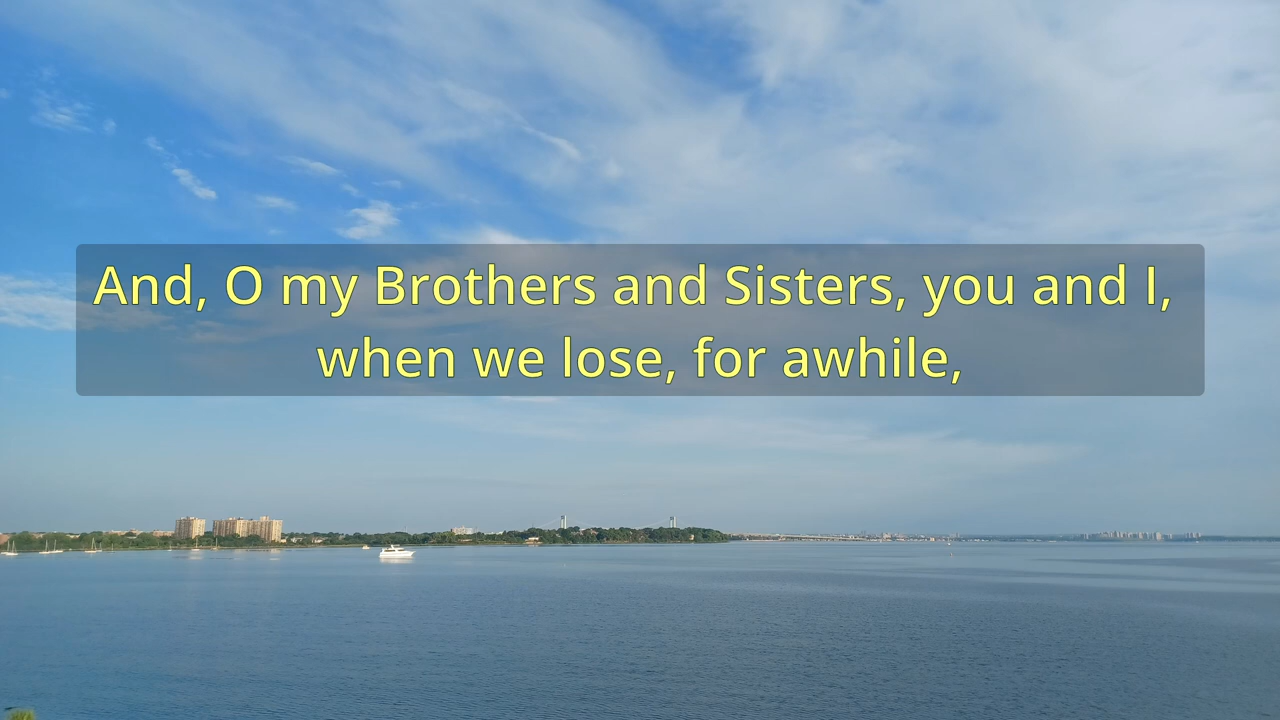 And, O my Brothers and Sisters, you and I,
when we lose, for awhile,